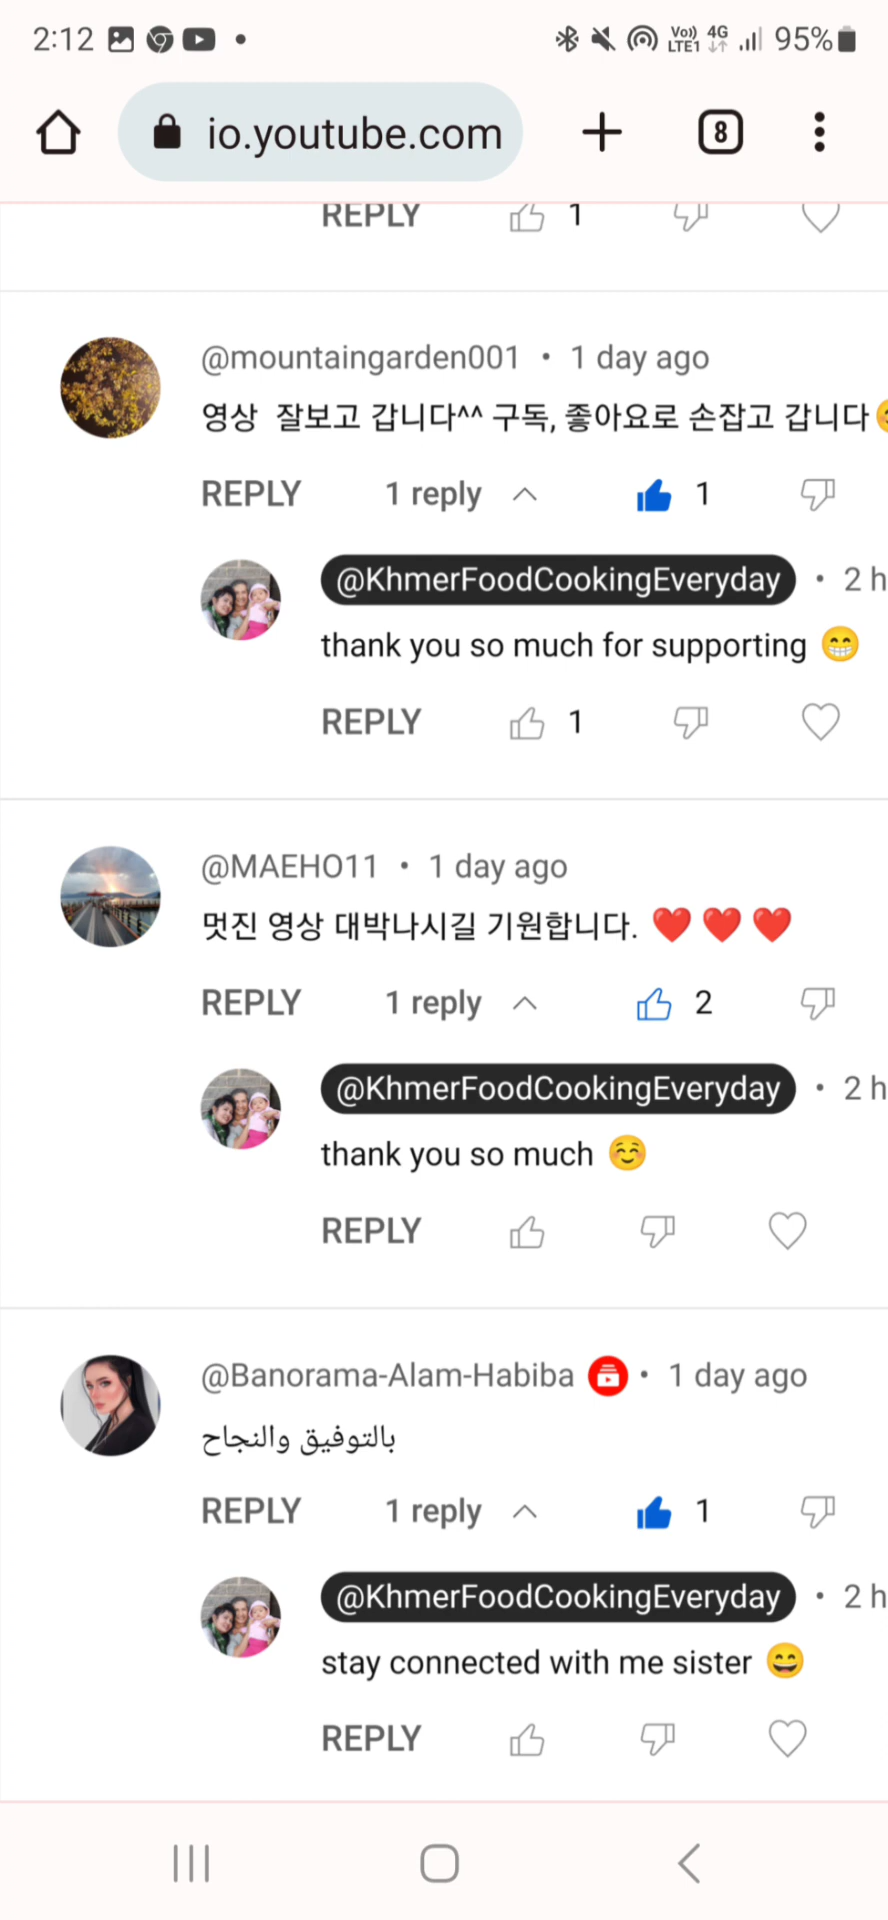 2:12 Vo)) LTE1 4G 95%
io.youtube.com 8
REPLY 1
@mountaingarden001 • 1 day ago
영상 잘보고 갑니다^^ 구독, 좋아요로 손잡고 갑니다
REPLY 1 reply 1
@KhmerFoodCookingEveryday • 2 h
thank you so much for supporting 😁
REPLY 1
@MAEHO11 • 1 day ago
멋진 영상 대박나시길 기원합니다. ❤️ ❤️ ❤️
REPLY 1 reply 2
@KhmerFoodCookingEveryday • 2 h
thank you so much ☺️
REPLY
@Banorama-Alam-Habiba • 1 day ago
بالتوفيق والنجاح
REPLY 1 reply 1
@KhmerFoodCookingEveryday • 2 h
stay connected with me sister 😄
REPLY